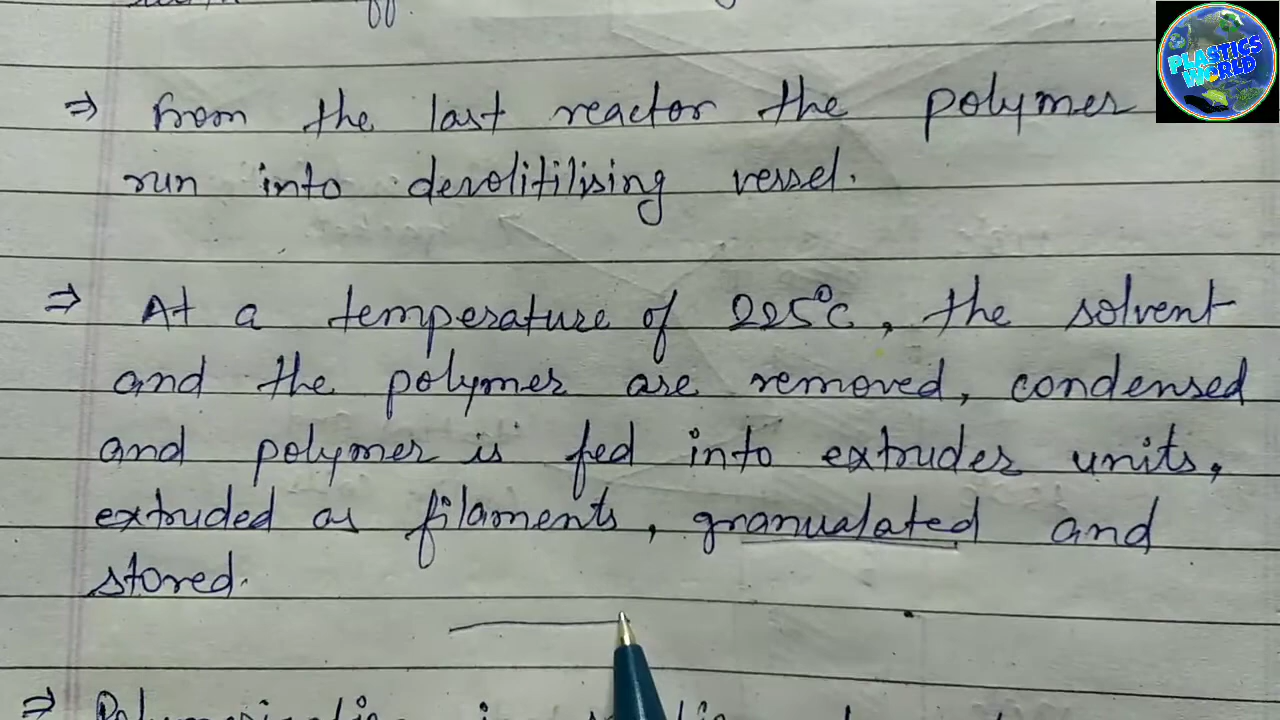 PLASTICS
WORLD
⇒ from the last reactor the polymer
run into devolitilising vessel.
⇒ At a temperature of 225°C, the solvent
and the polymer are removed, condensed
and polymer is fed into extruder units,
extruded as filaments, granualated and
stored.